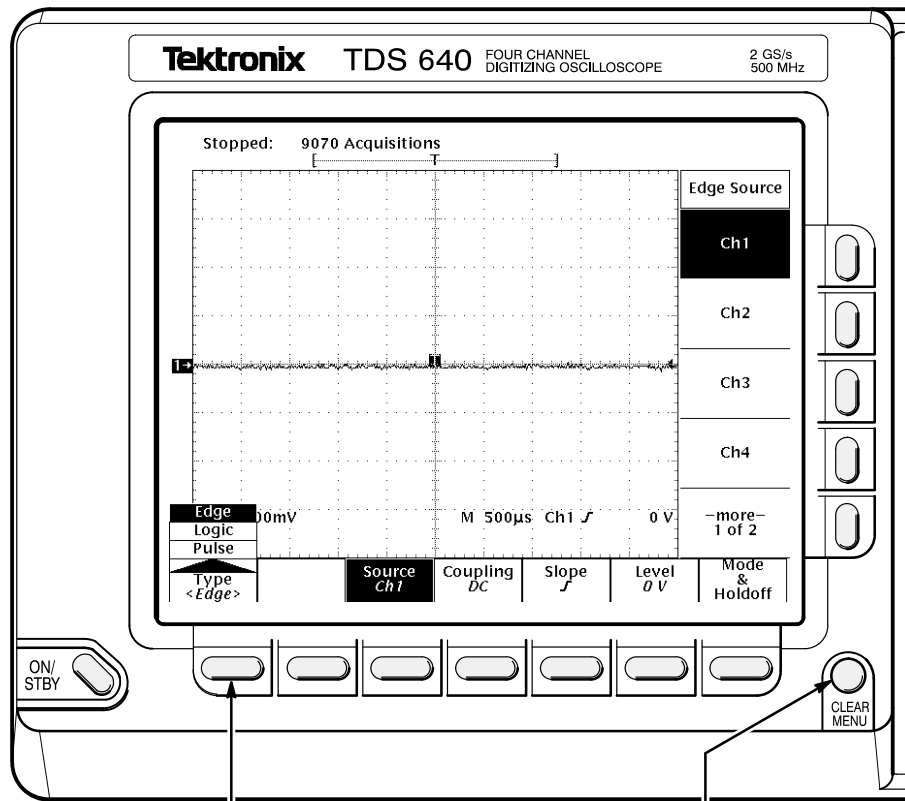 Tektronix TDS 640 FOUR CHANNEL DIGITIZING OSCILLOSCOPE 2 GS/s 500 MHz
Stopped: 9070 Acquisitions
T
Edge Source
Ch1
Ch2
Ch3
Ch4
–more–
1 of 2
1→
00mV M 500µs Ch1 0 V
Edge
Logic
Pulse
Type
<Edge>
Source
Ch1
Coupling
DC
Slope
Level
0 V
Mode
&
Holdoff
ON/
STBY
CLEAR
MENU